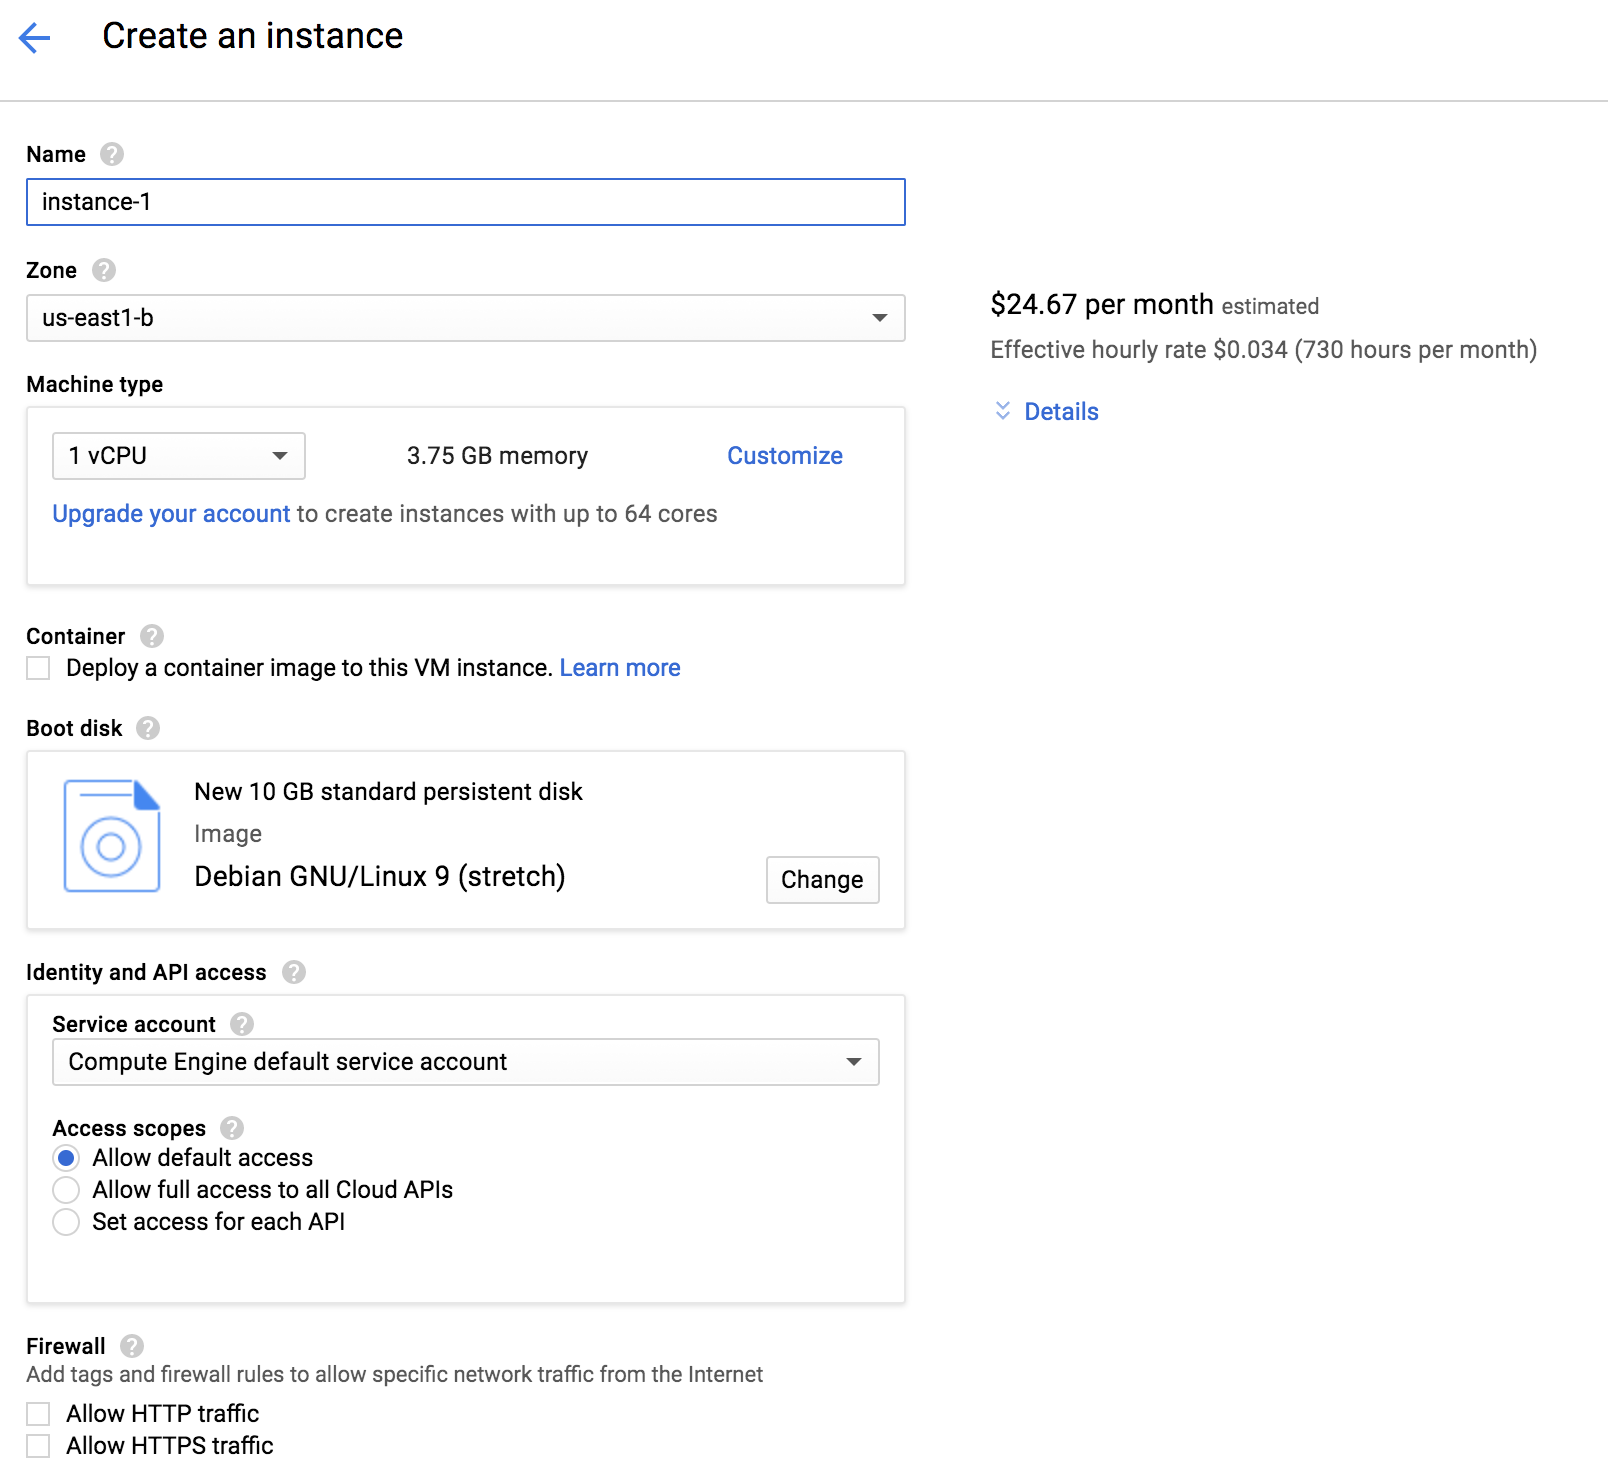 Create an instance
Name
instance-1
Zone
us-east1-b
$24.67 per month estimated
Effective hourly rate $0.034 (730 hours per month)
Details
Machine type
1 vCPU
3.75 GB memory
Customize
Upgrade your account to create instances with up to 64 cores
Container
Deploy a container image to this VM instance. Learn more
Boot disk
New 10 GB standard persistent disk
Image
Debian GNU/Linux 9 (stretch)
Change
Identity and API access
Service account
Compute Engine default service account
Access scopes
Allow default access
Allow full access to all Cloud APIs
Set access for each API
Firewall
Add tags and firewall rules to allow specific network traffic from the Internet
Allow HTTP traffic
Allow HTTPS traffic